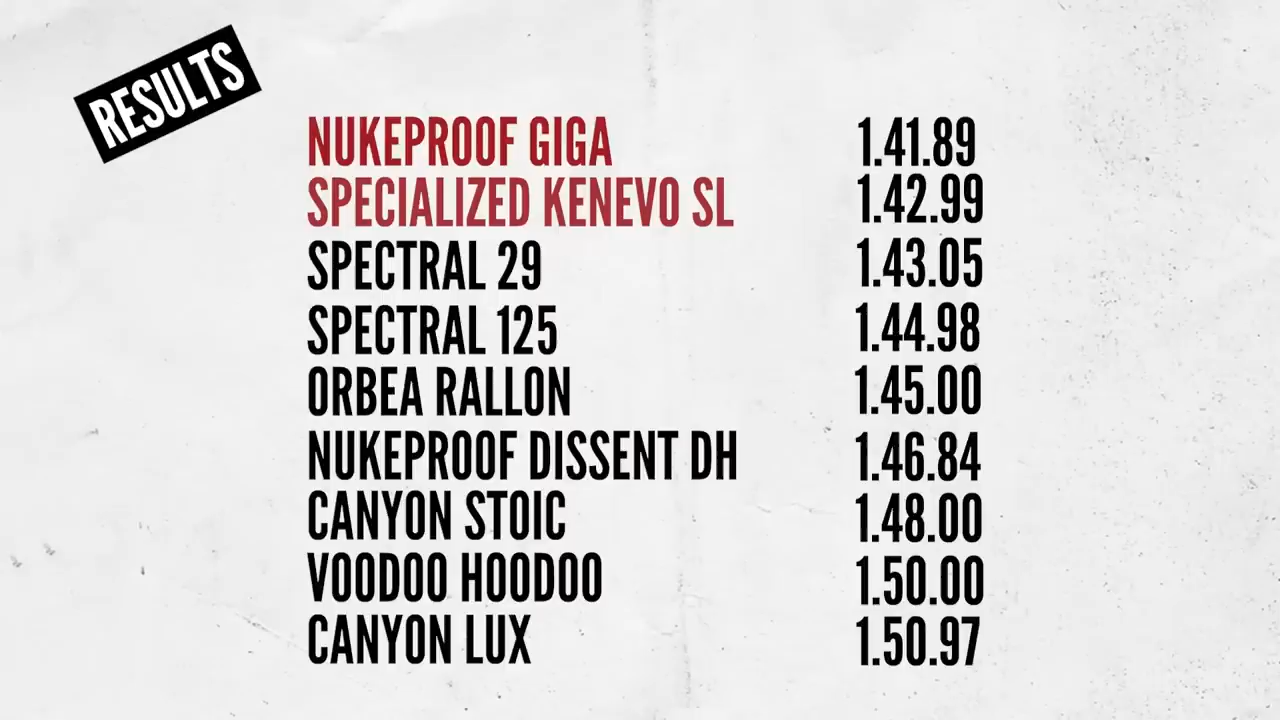 RESULTS
NUKEPROOF GIGA 1.41.89
SPECIALIZED KENEVO SL 1.42.99
SPECTRAL 29 1.43.05
SPECTRAL 125 1.44.98
ORBEA RALLON 1.45.00
NUKEPROOF DISSENT DH 1.46.84
CANYON STOIC 1.48.00
VOODOO HOODOO 1.50.00
CANYON LUX 1.50.97